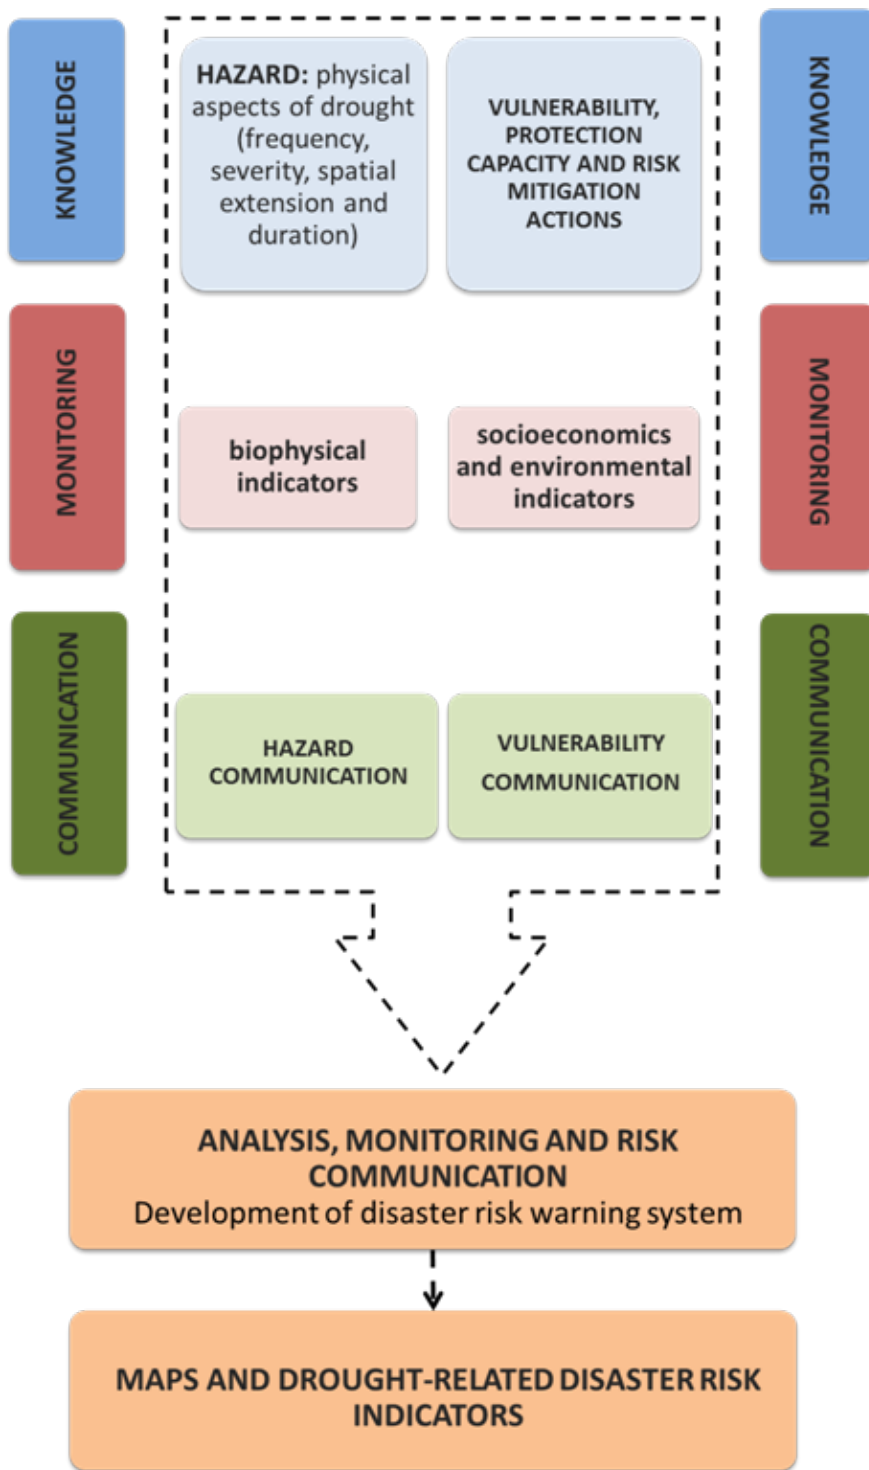 KNOWLEDGE
HAZARD: physical
aspects of drought
(frequency,
severity, spatial
extension and
duration)
VULNERABILITY,
PROTECTION
CAPACITY AND RISK
MITIGATION
ACTIONS
KNOWLEDGE
MONITORING
biophysical
indicators
socioeconomics
and environmental
indicators
MONITORING
COMMUNICATION
HAZARD
COMMUNICATION
VULNERABILITY
COMMUNICATION
COMMUNICATION
ANALYSIS, MONITORING AND RISK
COMMUNICATION
Development of disaster risk warning system
MAPS AND DROUGHT-RELATED DISASTER RISK
INDICATORS